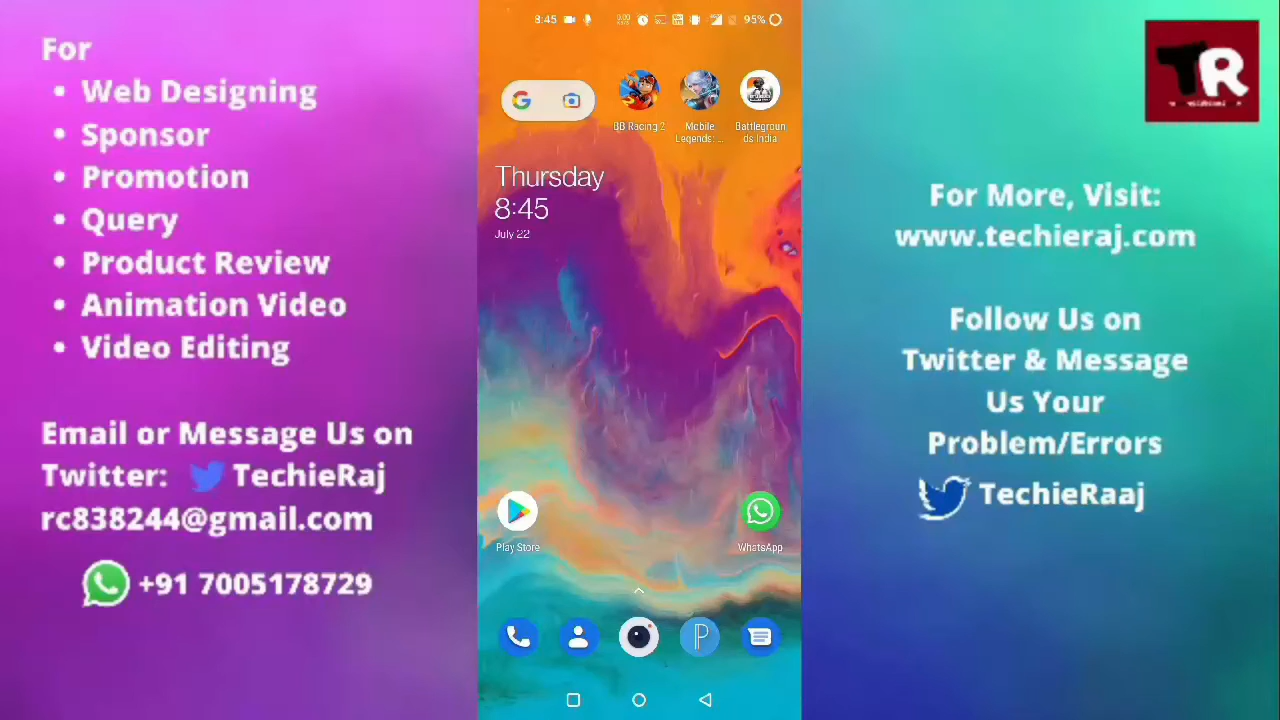 For
• Web Designing
• Sponsor
• Promotion
• Query
• Product Review
• Animation Video
• Video Editing
Email or Message Us on
Twitter: TechieRaj
rc838244@gmail.com
+91 7005178729
8:45
95%
BB Racing 2
Mobile
Legends: ...
Battlegroun
ds India
Thursday
8:45
July 22
Play Store
WhatsApp
TR
For More, Visit:
www.techieraj.com
Follow Us on
Twitter & Message
Us Your
Problem/Errors
TechieRaaj